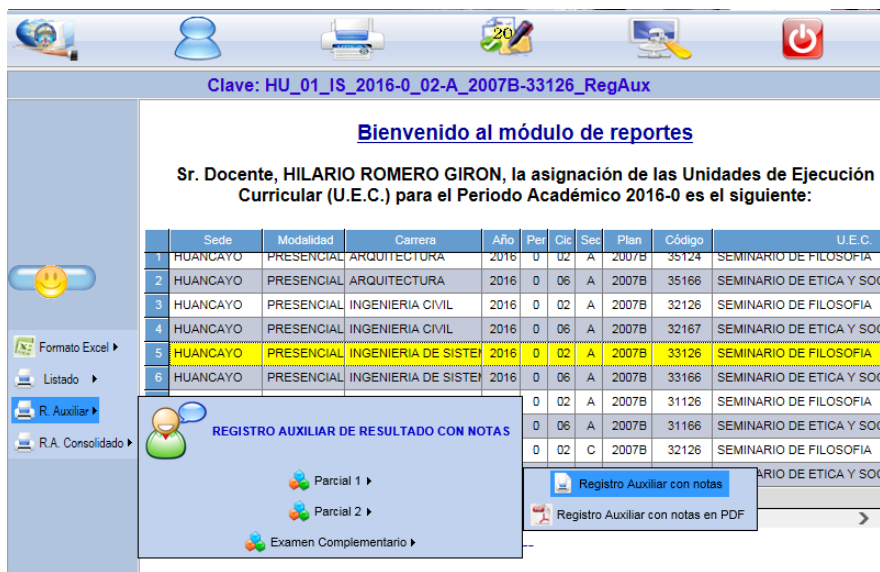 20
Clave: HU_01_IS_2016-0_02-A_2007B-33126_RegAux
Bienvenido al módulo de reportes
Sr. Docente, HILARIO ROMERO GIRON, la asignación de las Unidades de Ejecución
Curricular (U.E.C.) para el Periodo Académico 2016-0 es el siguiente:
Sede Modalidad Carrera Año Per Cic Sec Plan Código U.E.C.
1 HUANCAYO PRESENCIAL ARQUITECTURA 2016 0 02 A 2007B 35124 SEMINARIO DE FILOSOFIA
2 HUANCAYO PRESENCIAL ARQUITECTURA 2016 0 06 A 2007B 35166 SEMINARIO DE ETICA Y SOC
3 HUANCAYO PRESENCIAL INGENIERIA CIVIL 2016 0 02 A 2007B 32126 SEMINARIO DE FILOSOFIA
4 HUANCAYO PRESENCIAL INGENIERIA CIVIL 2016 0 06 A 2007B 32167 SEMINARIO DE ETICA Y SOC
5 HUANCAYO PRESENCIAL INGENIERIA DE SISTEM 2016 0 02 A 2007B 33126 SEMINARIO DE FILOSOFIA
6 HUANCAYO PRESENCIAL INGENIERIA DE SISTEM 2016 0 06 A 2007B 33166 SEMINARIO DE ETICA Y SOC
0 02 A 2007B 31126 SEMINARIO DE FILOSOFIA
0 06 A 2007B 31166 SEMINARIO DE ETICA Y SOC
0 02 C 2007B 32126 SEMINARIO DE FILOSOFIA
ARIO DE ETICA Y SOC
Formato Excel
Listado
R. Auxiliar
R.A. Consolidado
REGISTRO AUXILIAR DE RESULTADO CON NOTAS
Parcial 1
Parcial 2
Examen Complementario
Registro Auxiliar con notas
Registro Auxiliar con notas en PDF